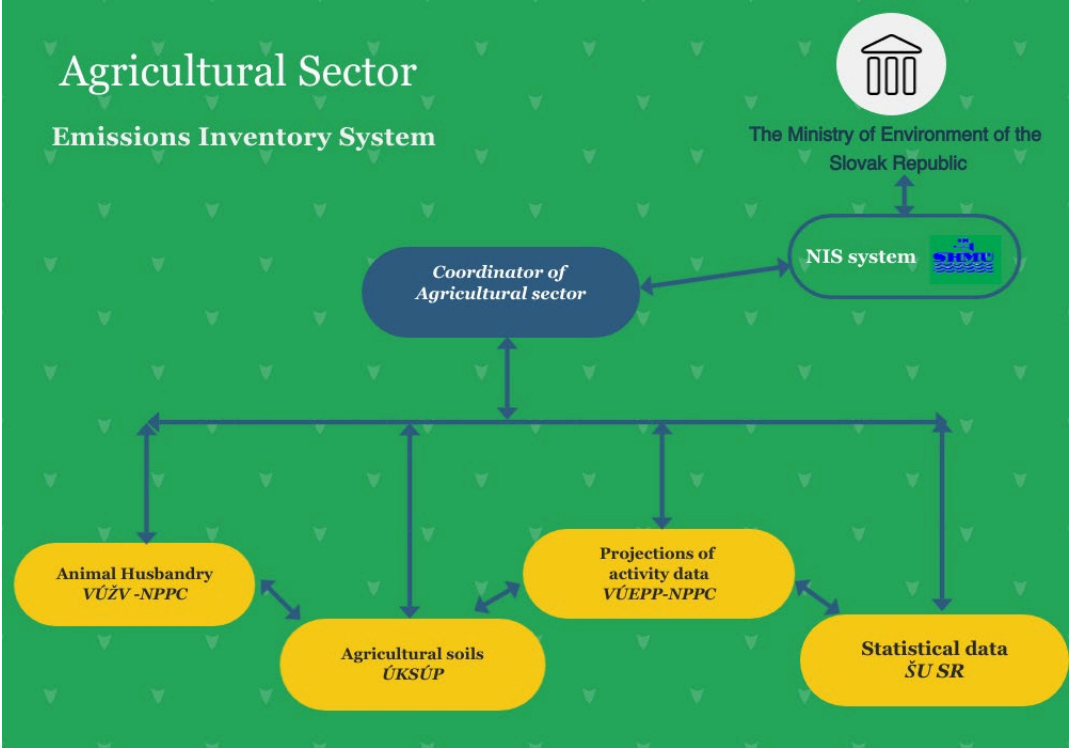 Agricultural Sector
Emissions Inventory System
The Ministry of Environment of the
Slovak Republic
NIS system
SHMU
Coordinator of
Agricultural sector
Animal Husbandry
VÚŽV -NPPC
Agricultural soils
ÚKSÚP
Projections of
activity data
VÚEPP-NPPC
Statistical data
ŠU SR